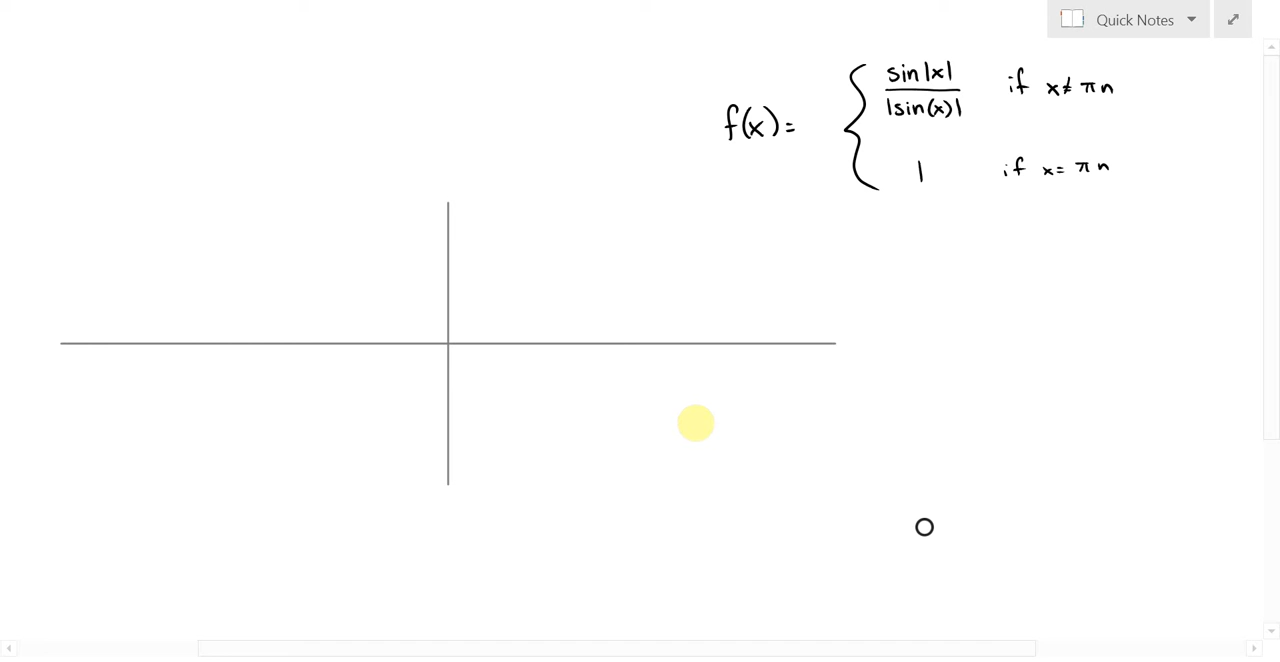 Quick Notes
sin|x| if x≠ πn
f(x)=
|sin(x)|
1 if x= πn